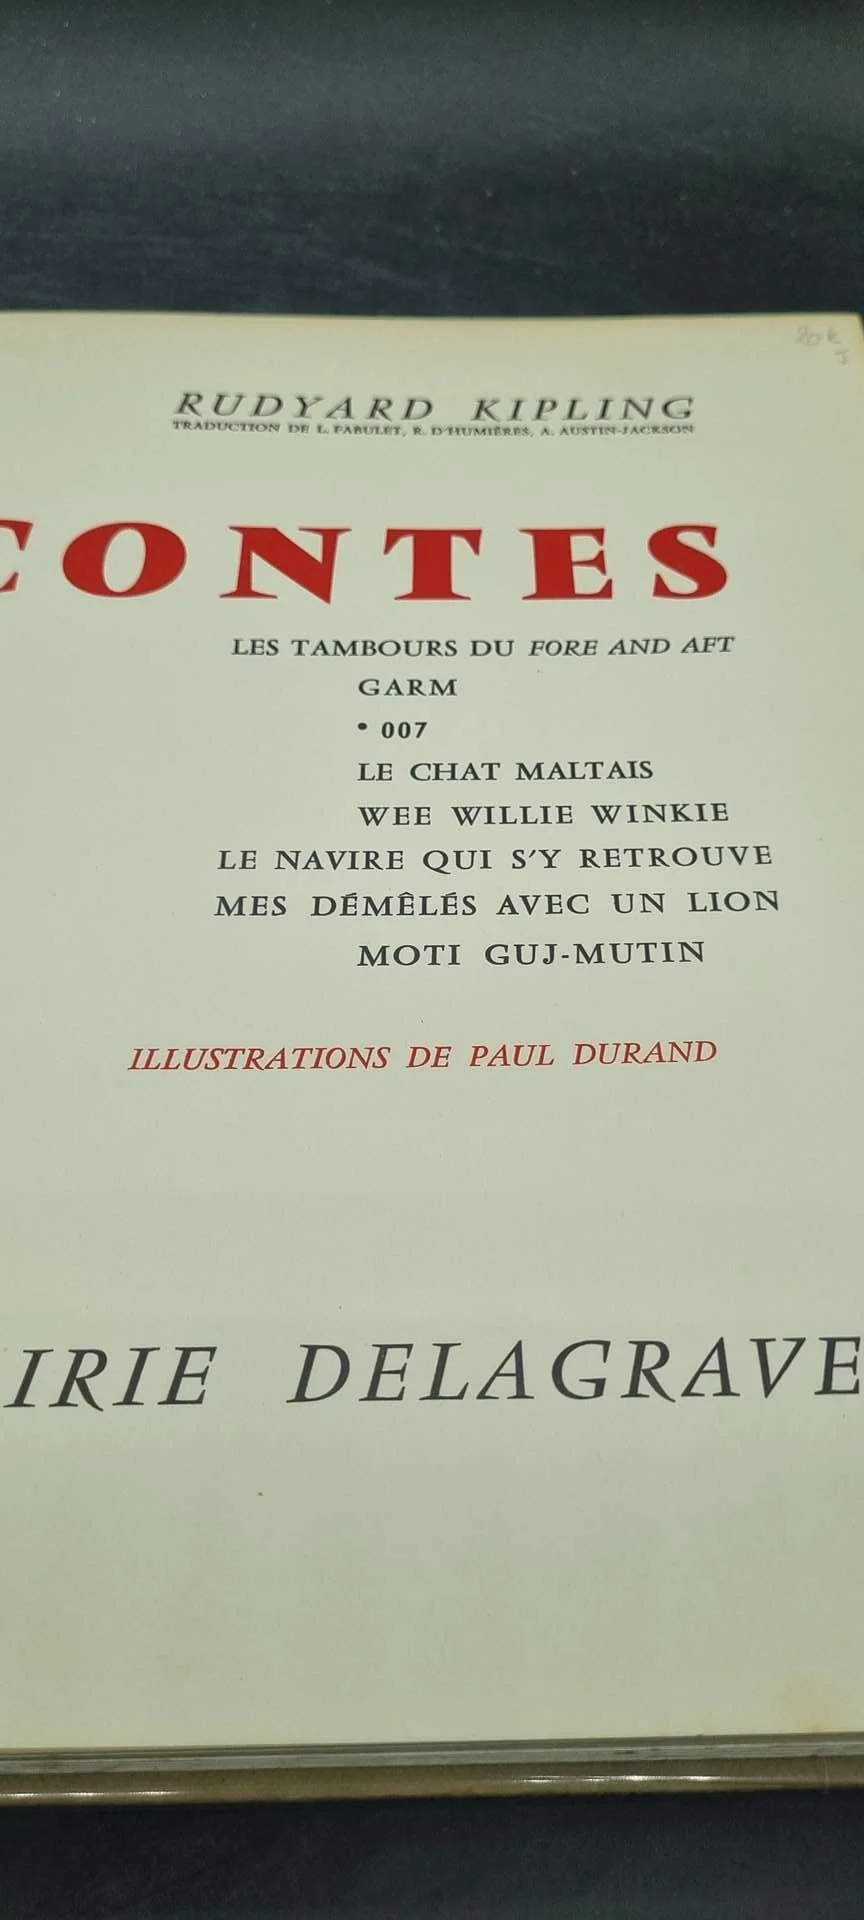 20€
RUDYARD KIPLING
TRADUCTION DE L. FABULET, R. D'HUMIÈRES, A. AUSTIN-JACKSON
CONTES
LES TAMBOURS DU FORE AND AFT
GARM
• 007
LE CHAT MALTAIS
WEE WILLIE WINKIE
LE NAVIRE QUI S'Y RETROUVE
MES DÉMÊLÉS AVEC UN LION
MOTI GUJ-MUTIN
ILLUSTRATIONS DE PAUL DURAND
IRIE DELAGRAVE